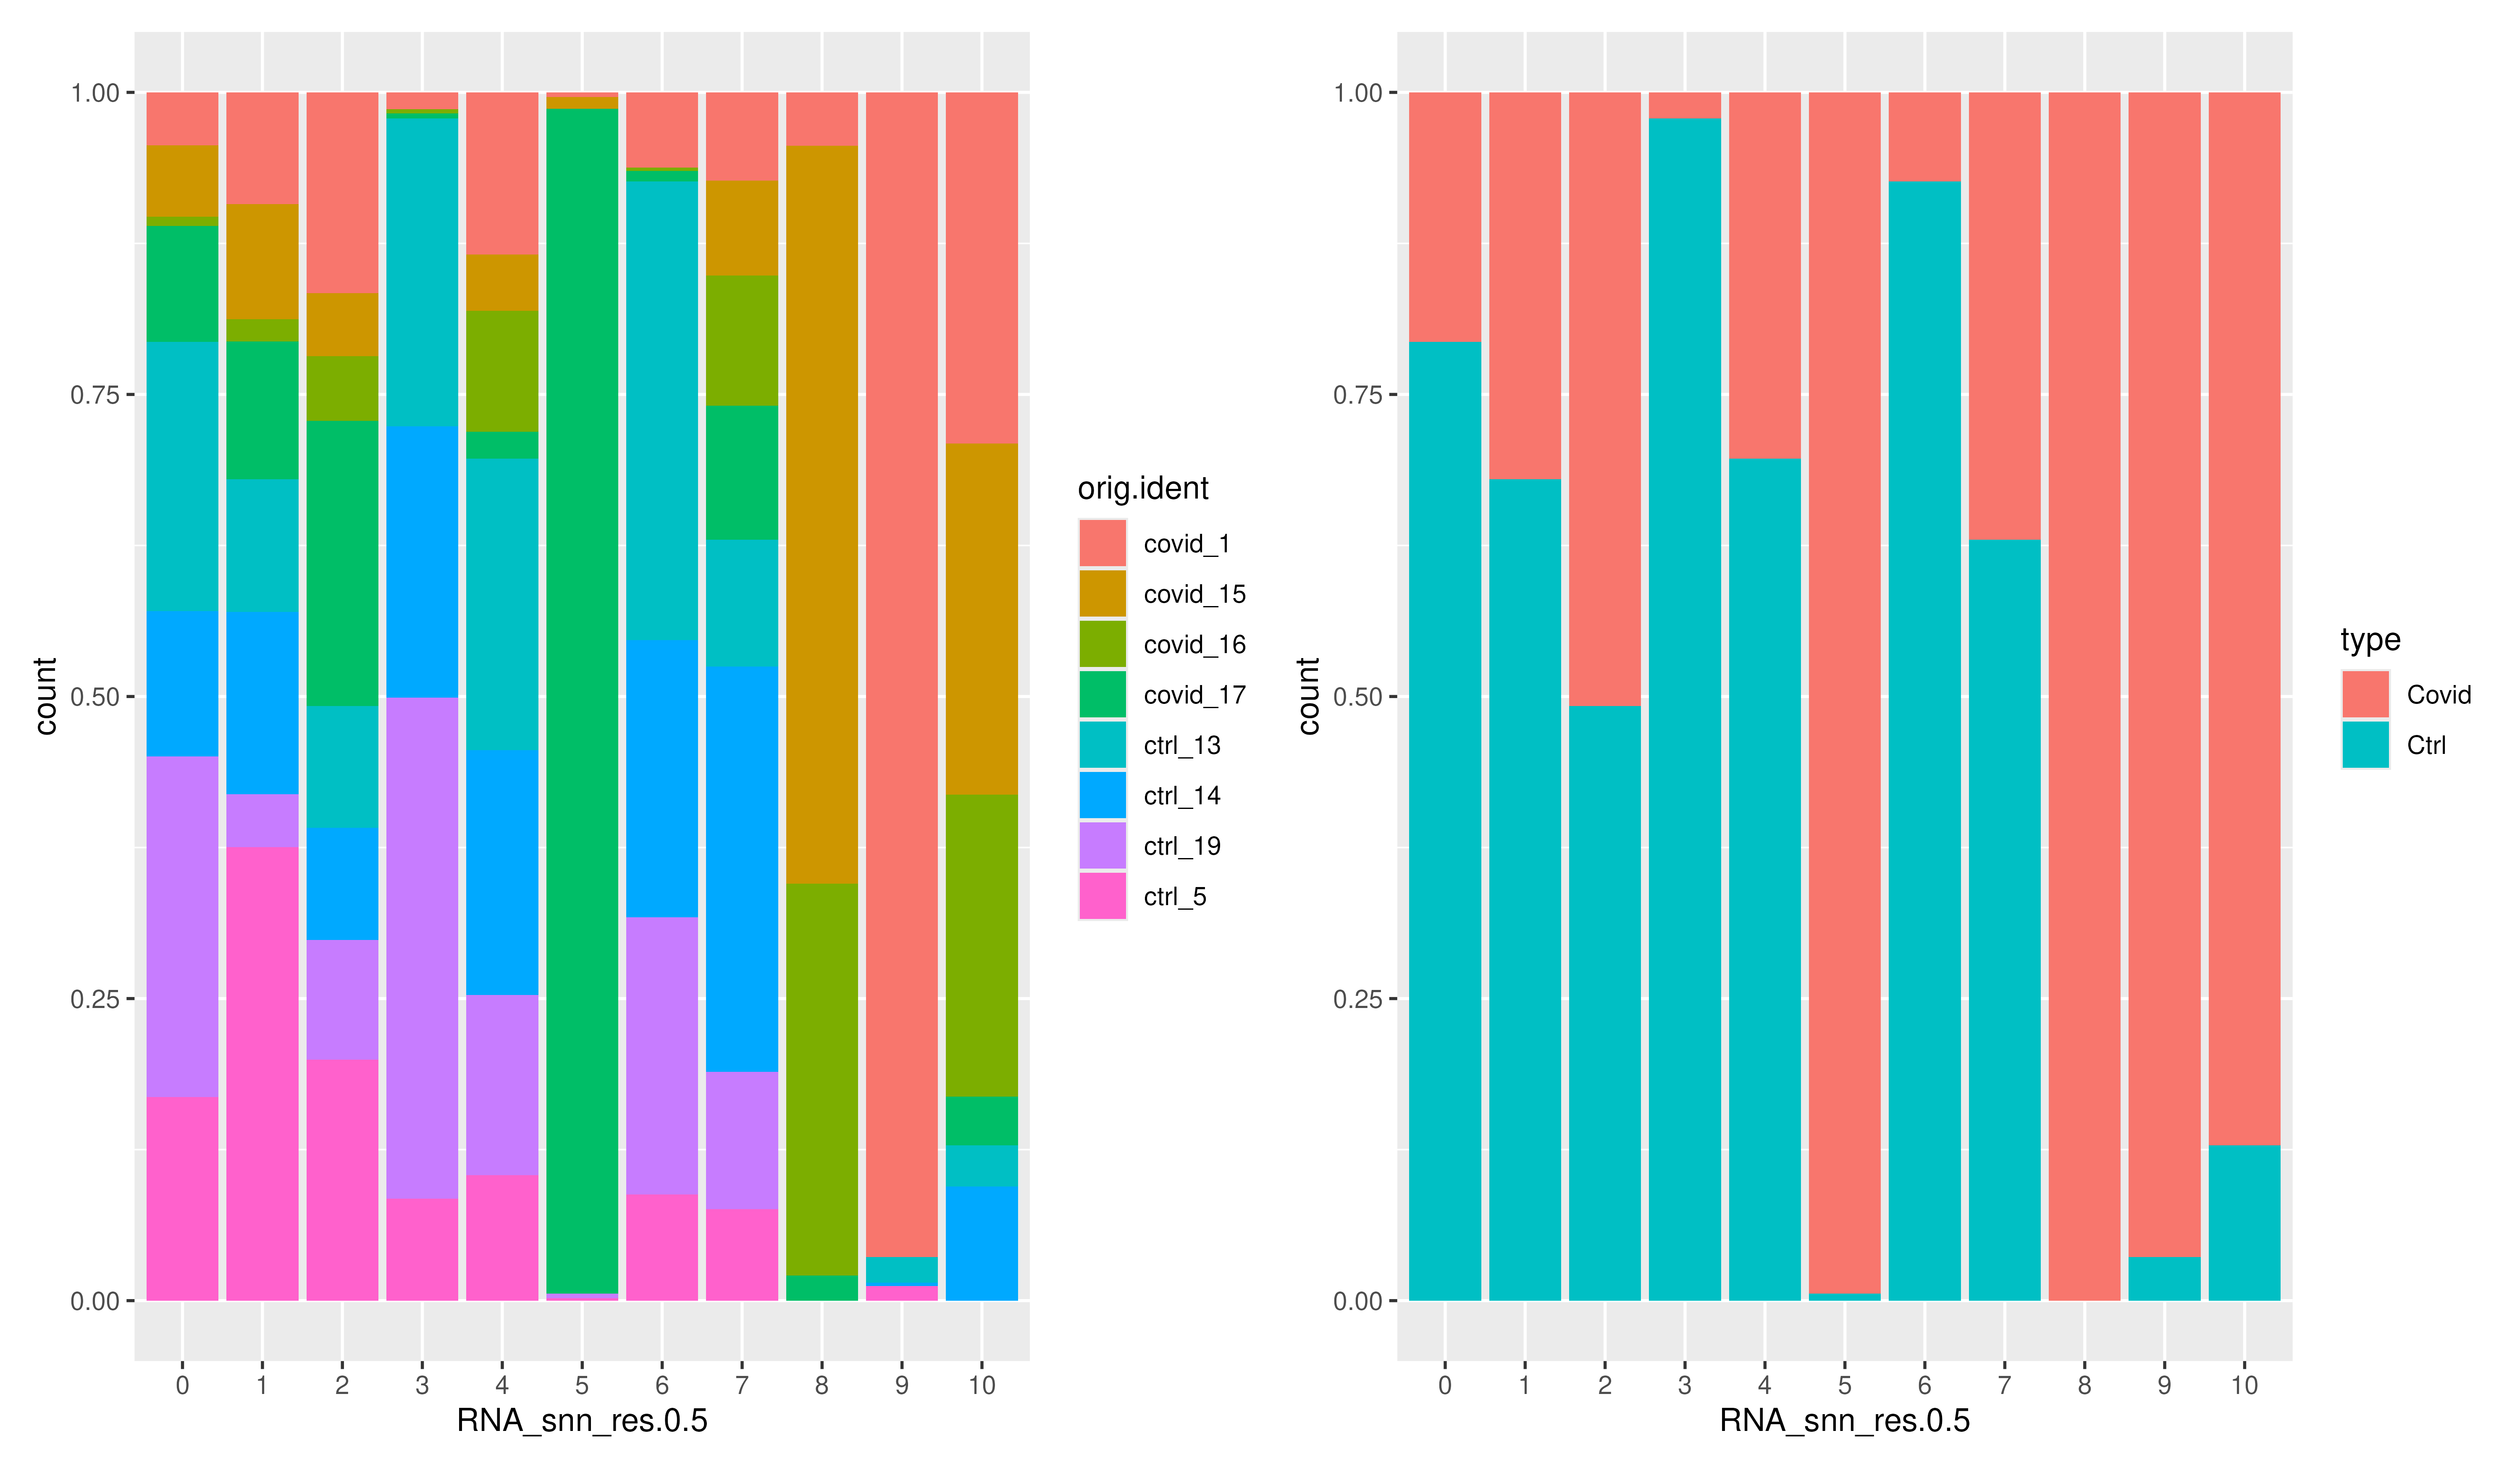 count
1.00
0.75
0.50
0.25
0.00
0 1 2 3 4 5 6 7 8 9 10
RNA_snn_res.0.5
orig.ident
covid_1
covid_15
covid_16
covid_17
ctrl_13
ctrl_14
ctrl_19
ctrl_5
count
1.00
0.75
0.50
0.25
0.00
0 1 2 3 4 5 6 7 8 9 10
RNA_snn_res.0.5
type
Covid
Ctrl